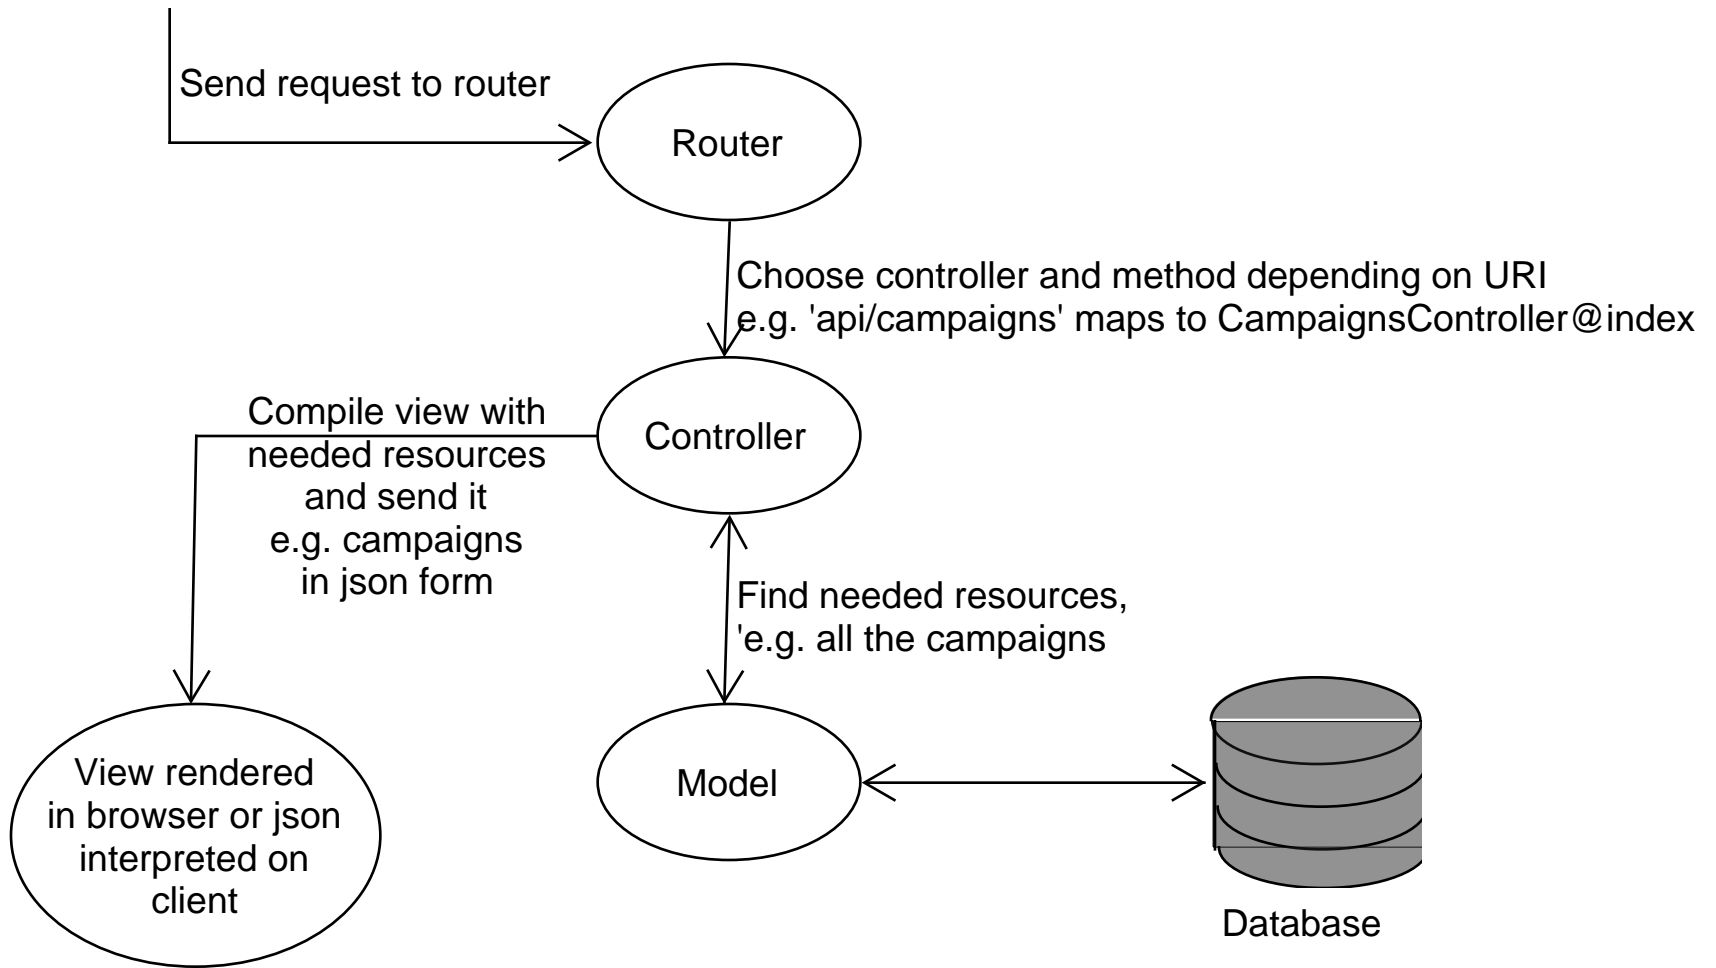 Send request to router
Router
Choose controller and method depending on URI
e.g. 'api/campaigns' maps to CampaignsController@index
Compile view with
needed resources
and send it
e.g. campaigns
in json form
Controller
Find needed resources,
'e.g. all the campaigns
View rendered
in browser or json
interpreted on
client
Model
Database